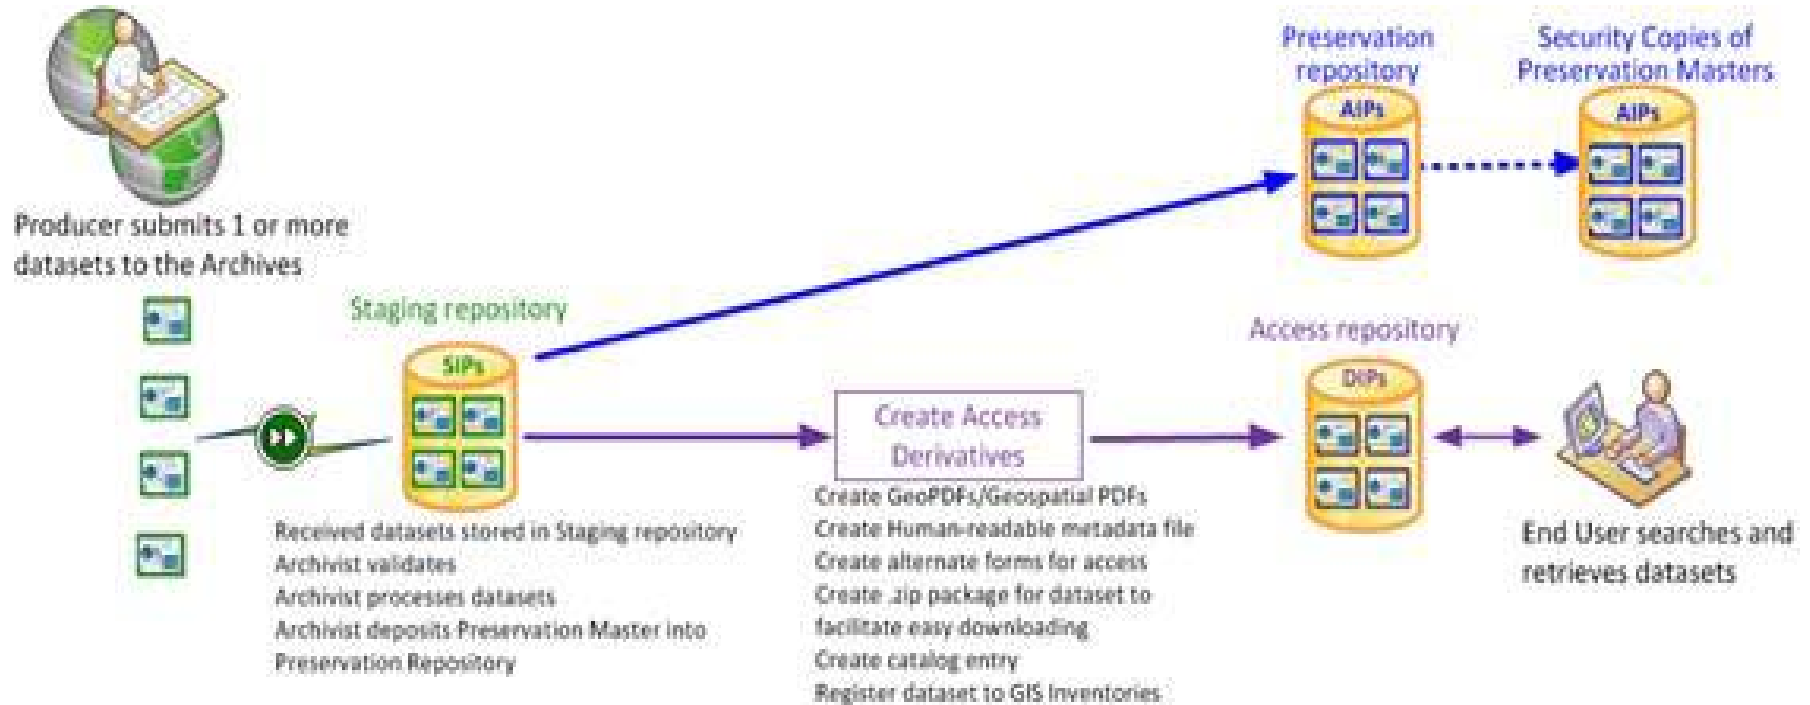 Producer submits 1 or more
datasets to the Archives
Staging repository
SIPs
Received datasets stored in Staging repository
Archivist validates
Archivist processes datasets
Archivist deposits Preservation Master into
Preservation Repository
Create Access
Derivatives
Create GeoPDFs/Geospatial PDFs
Create Human-readable metadata file
Create alternate forms for access
Create .zip package for dataset to
facilitate easy downloading
Create catalog entry
Register dataset to GIS Inventories
Preservation
repository
AIPs
Security Copies of
Preservation Masters
AIPs
Access repository
DIPs
End User searches and
retrieves datasets